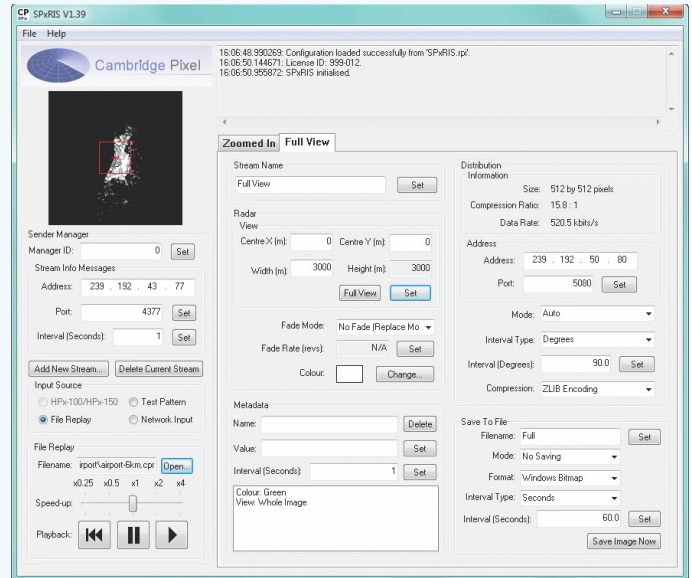 CP
SPx
SPxRIS V1.39
File Help
Cambridge Pixel
16:06:48.990269: Configuration loaded successfully from 'SPxRIS.rpi'.
16:06:50.144671: License ID: 999-012.
16:06:50.955872: SPxRIS initialised.
Sender Manager
Manager ID: 0 Set
Stream Info Messages
Address: 239 . 192 . 43 . 77
Port: 4377 Set
Interval (Seconds): 1 Set
Add New Stream... Delete Current Stream
Input Source
HPx-100/HPx-150 Test Pattern
File Replay Network Input
File Replay
Filename: irport\airport-6km.cpr Open...
x0.25 x0.5 x1 x2 x4
Speed-up:
Playback:
Zoomed In Full View
Stream Name
Full View Set
Radar
View
Centre X (m): 0 Centre Y (m): 0
Width (m): 3000 Height (m): 3000
Full View Set
Fade Mode: No Fade (Replace Mo
Fade Rate (revs): N/A Set
Colour: Change...
Metadata
Name: Delete
Value: Set
Interval (Seconds): 1 Set
Colour: Green
View: Whole Image
Distribution
Information
Size: 512 by 512 pixels
Compression Ratio: 15.8 : 1
Data Rate: 520.5 kbits/s
Address
Address: 239 . 192 . 50 . 80
Port: 5080 Set
Mode: Auto
Interval Type: Degrees
Interval (Degrees): 90.0 Set
Compression: ZLIB Encoding
Save To File
Filename: Full Set
Mode: No Saving
Format: Windows Bitmap
Interval Type: Seconds
Interval (Seconds): 60.0 Set
Save Image Now